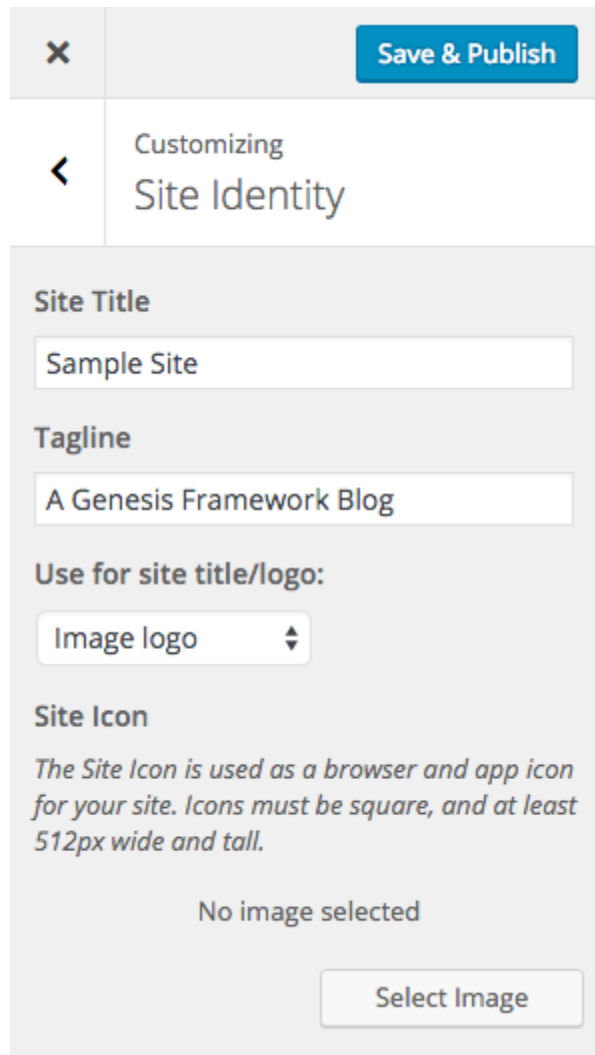 Save & Publish
Customizing
Site Identity
Site Title
Sample Site
Tagline
A Genesis Framework Blog
Use for site title/logo:
Image logo
Site Icon
The Site Icon is used as a browser and app icon
for your site. Icons must be square, and at least
512px wide and tall.
No image selected
Select Image